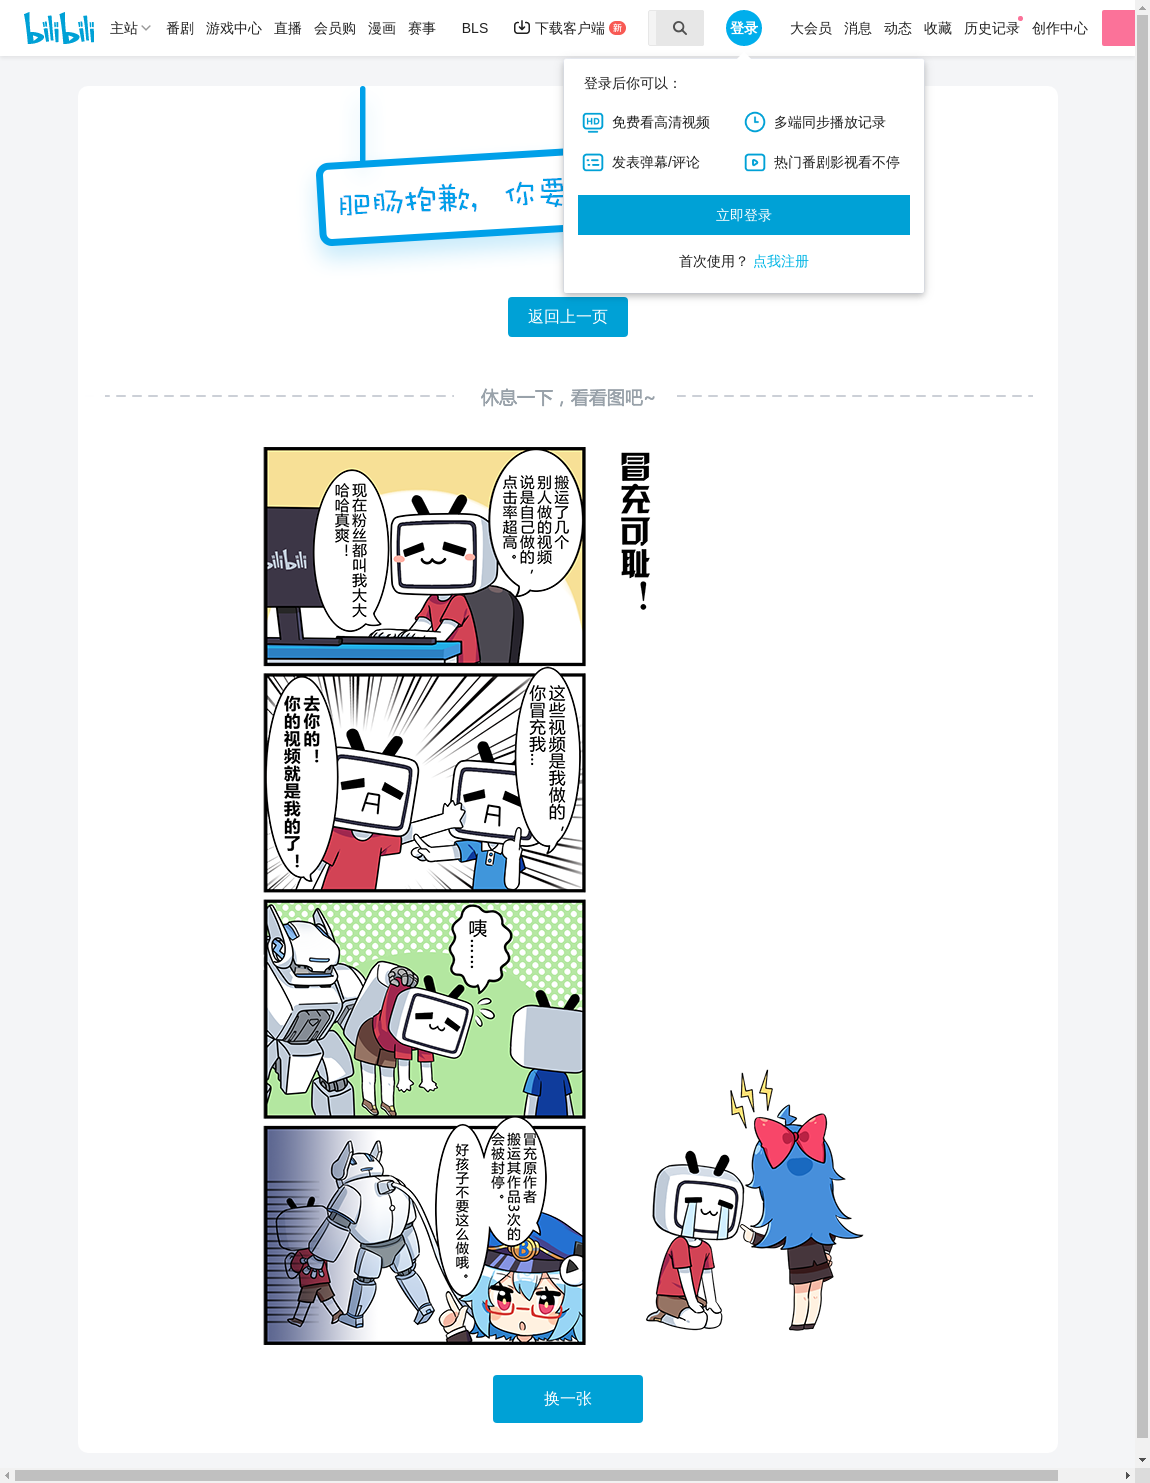 bilibili 主站 番剧 游戏中心 直播 会员购 漫画 赛事 BLS 下载客户端 新 登录 大会员 消息 动态 收藏 历史记录 创作中心
登录后你可以：
HD 免费看高清视频 多端同步播放记录
发表弹幕/评论 热门番剧影视看不停
立即登录
首次使用？ 点我注册
肥肠抱歉，你要
返回上一页
休息一下，看看图吧~
搬运了几个
别人做的视频
说是自己做的，
点击率超高。
现在粉丝都叫我大大
哈哈真爽！
bilibili
冒充可耻！
这些视频是我做的，
你冒充我…
去你的！
你的视频就是我的了！
咦……
冒充原作者
搬运其作品3次的
会被封停。
好孩子不要这么做哦。
B
换一张